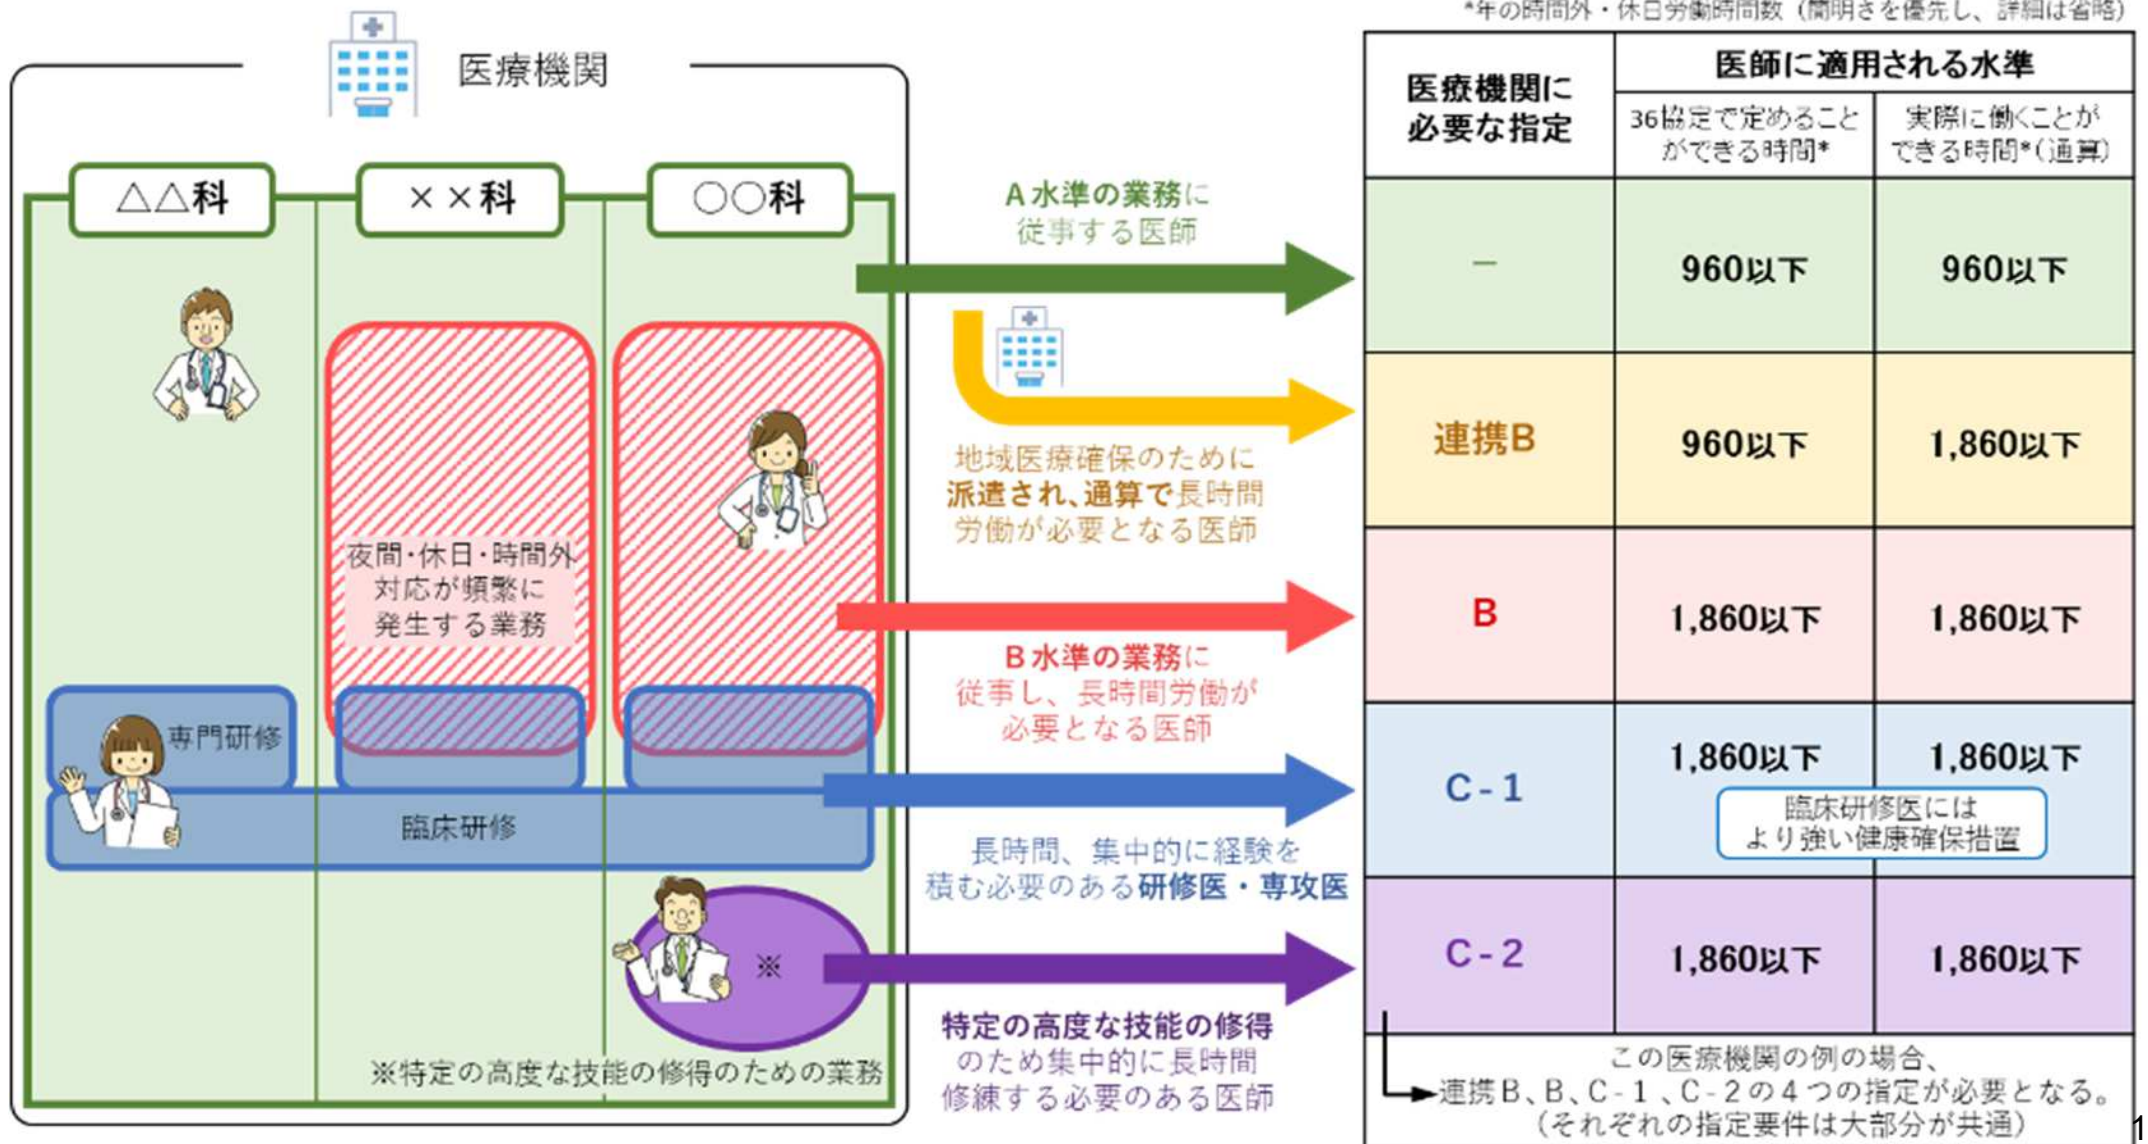 *年の時間外・休日労働時間数（簡明さを優先し、詳細は省略）
医療機関
△△科
××科
○○科
夜間・休日・時間外
対応が頻繁に
発生する業務
専門研修
臨床研修
※
※特定の高度な技能の修得のための業務
A水準の業務に
従事する医師
地域医療確保のために
派遣され、通算で長時間
労働が必要となる医師
B水準の業務に
従事し、長時間労働が
必要となる医師
長時間、集中的に経験を
積む必要のある研修医・専攻医
特定の高度な技能の修得
のため集中的に長時間
修練する必要のある医師
医療機関に
必要な指定
医師に適用される水準
36協定で定めること
ができる時間*
実際に働くことが
できる時間*(通算)
－
960以下
960以下
連携B
960以下
1,860以下
B
1,860以下
1,860以下
C-1
1,860以下
1,860以下
臨床研修医には
より強い健康確保措置
C-2
1,860以下
1,860以下
この医療機関の例の場合、
連携B、B、C-1、C-2の4つの指定が必要となる。
（それぞれの指定要件は大部分が共通）
1